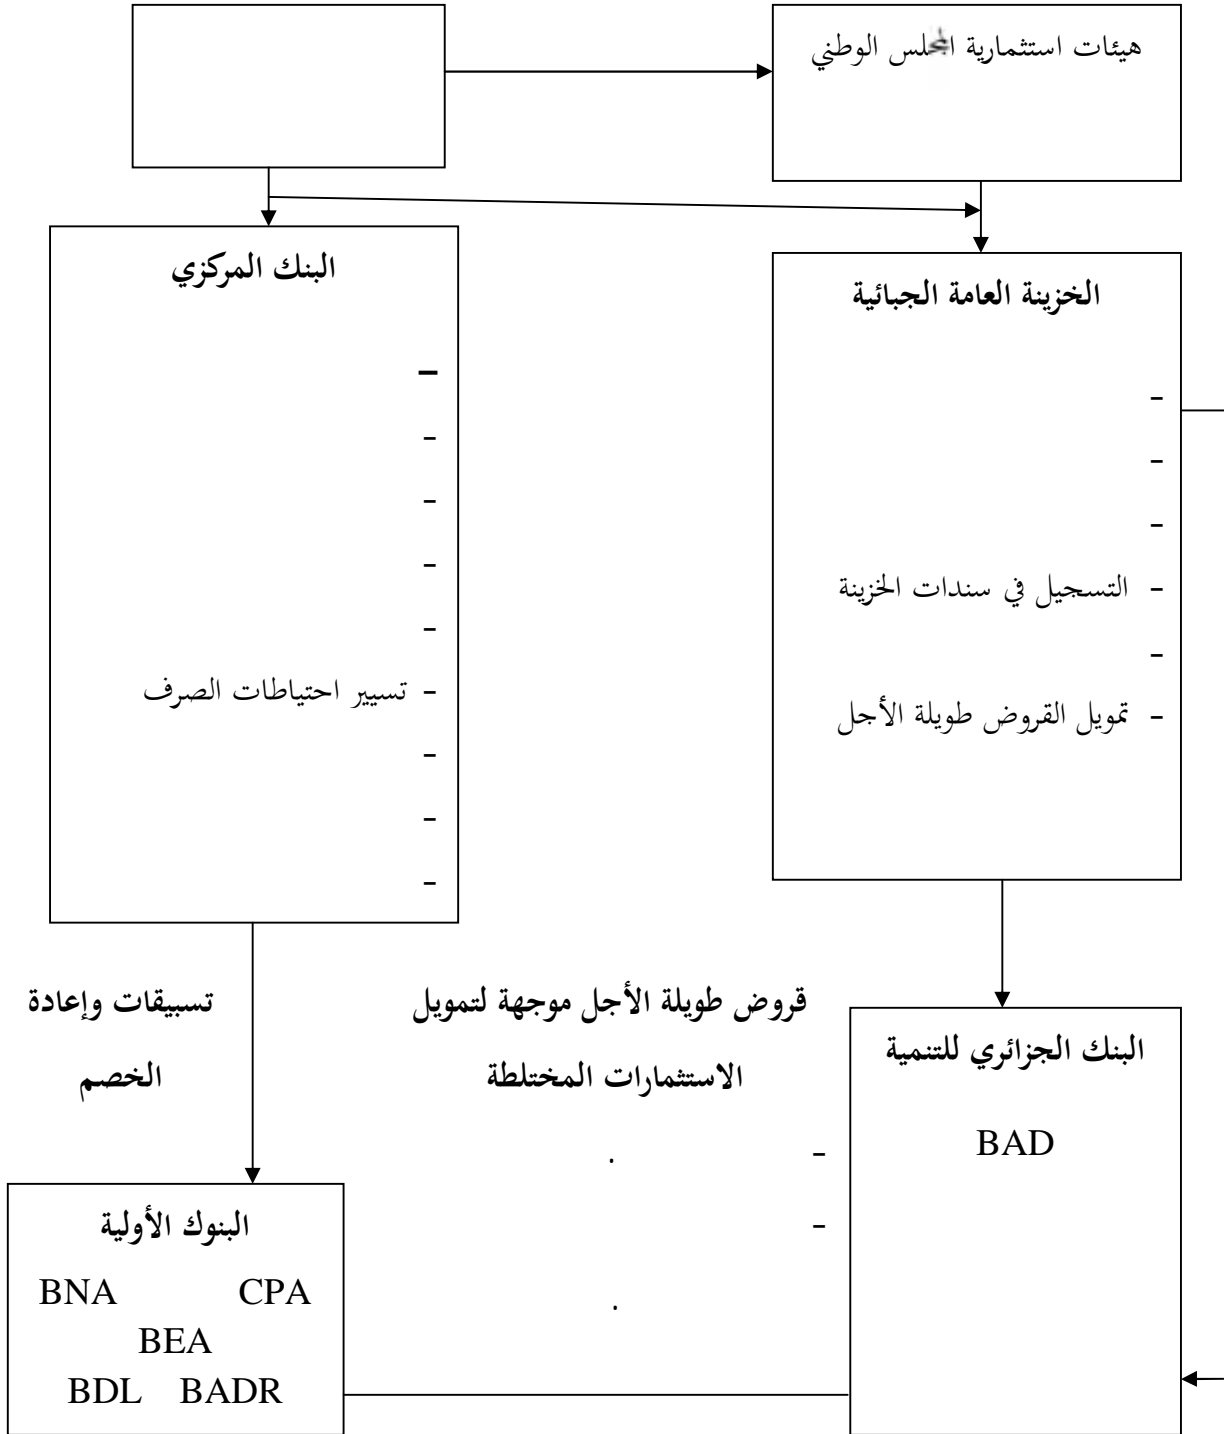 هيئات استثمارية المجلس الوطني
البنك المركزي
-
-
-
-
-
- تسيير احتياطات الصرف
-
-
-
الخزينة العامة الجبائية
-
-
-
- التسجيل في سندات الخزينة
-
- تمويل القروض طويلة الأجل
تسبيقات وإعادة
الخصم
قروض طويلة الأجل موجهة لتمويل
الاستثمارات المختلطة
- .
-
.
البنك الجزائري للتنمية
BAD
البنوك الأولية
BNA CPA
BEA
BDL BADR